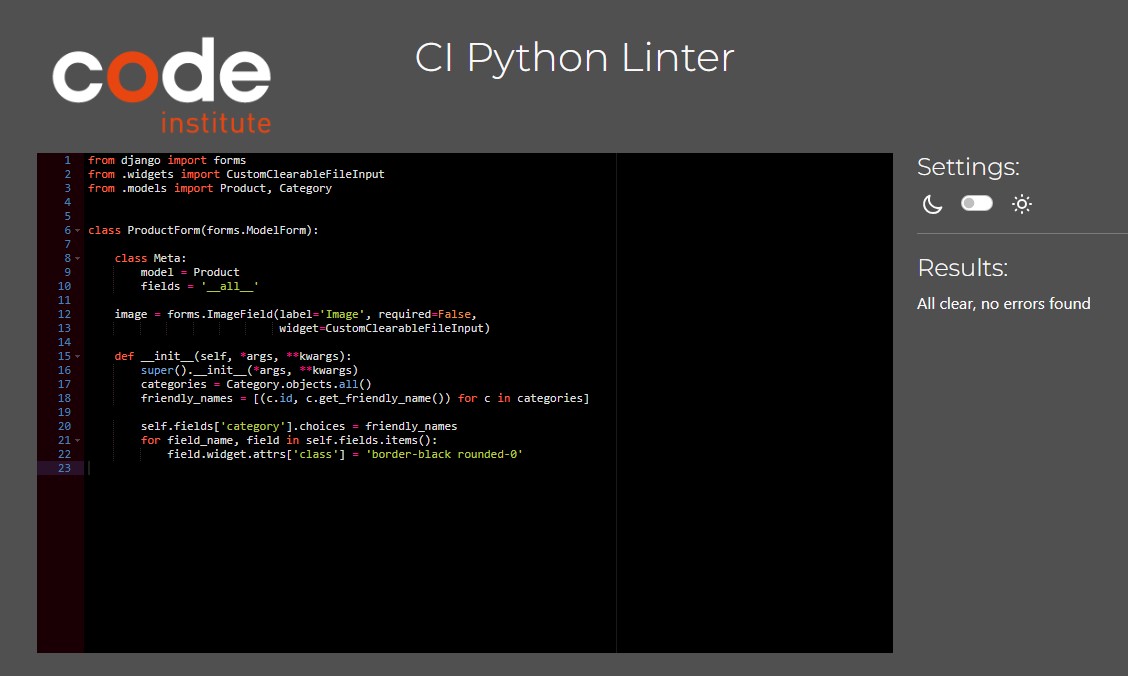 code
institute
CI Python Linter
1 from django import forms
2 from .widgets import CustomClearableFileInput
3 from .models import Product, Category
4
5
6 class ProductForm(forms.ModelForm):
7
8     class Meta:
9         model = Product
10         fields = '__all__'
11
12     image = forms.ImageField(label='Image', required=False,
13                              widget=CustomClearableFileInput)
14
15     def __init__(self, *args, **kwargs):
16         super().__init__(*args, **kwargs)
17         categories = Category.objects.all()
18         friendly_names = [(c.id, c.get_friendly_name()) for c in categories]
19
20         self.fields['category'].choices = friendly_names
21         for field_name, field in self.fields.items():
22             field.widget.attrs['class'] = 'border-black rounded-0'
23
Settings:
Results:
All clear, no errors found